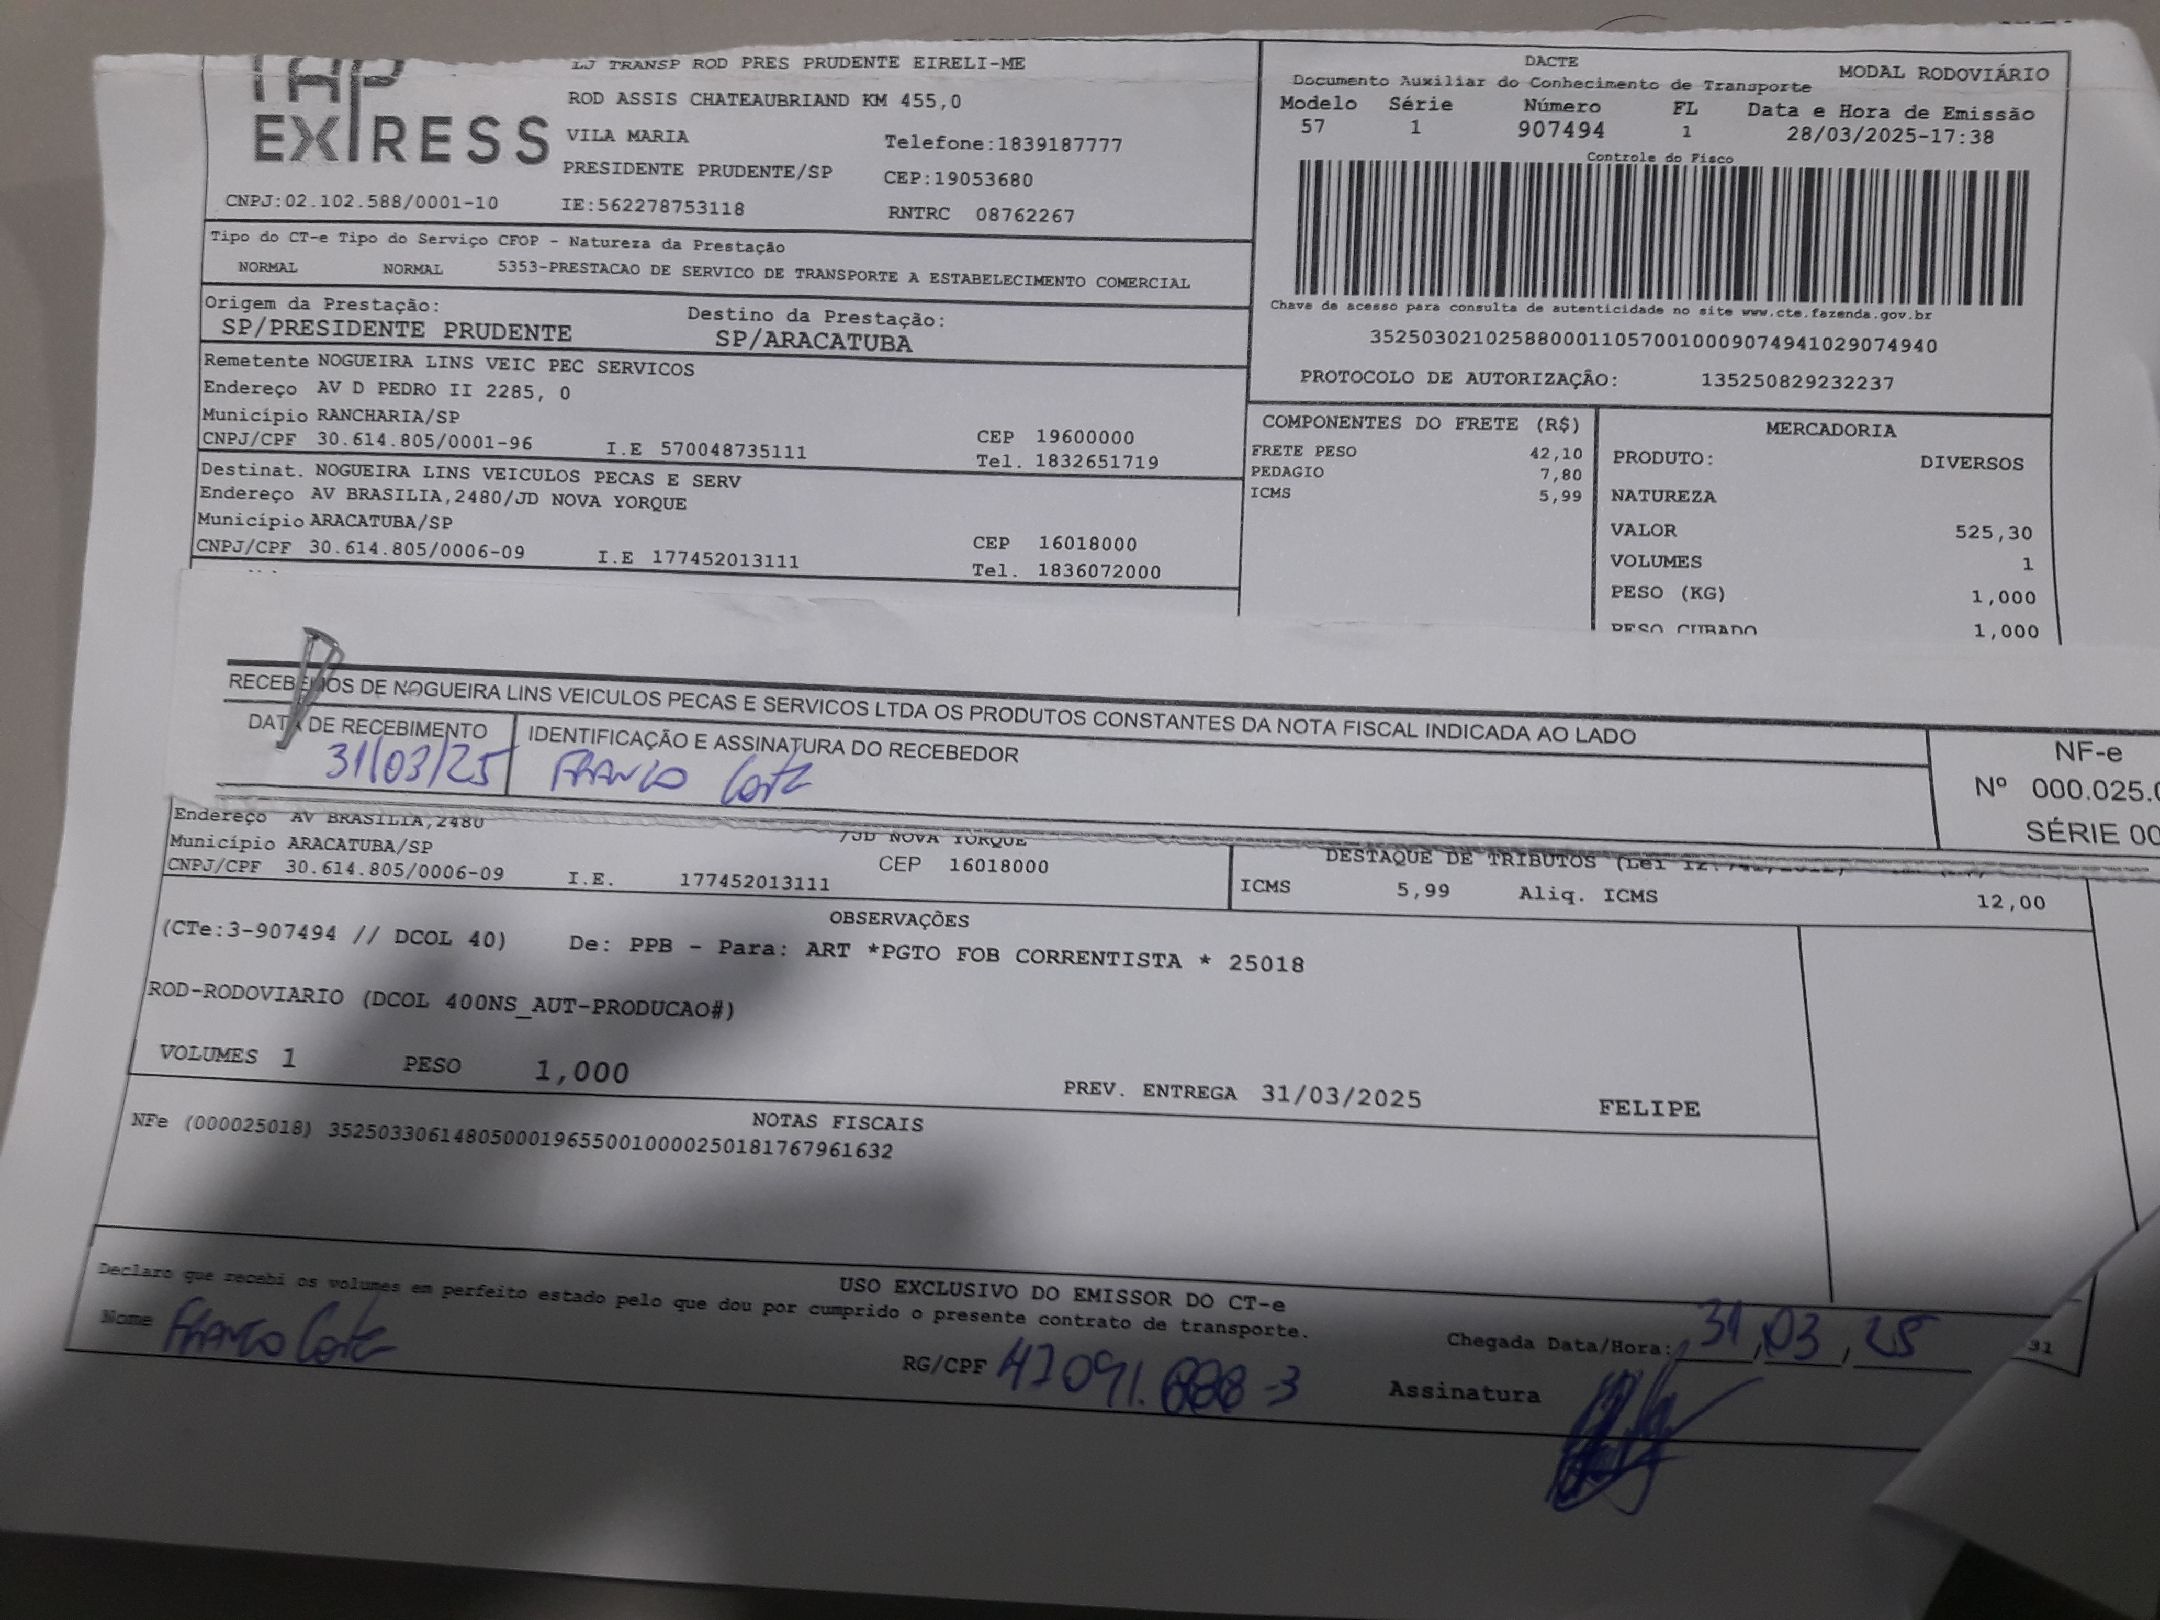 TAP
EXPRESS
LJ TRANSP ROD PRES PRUDENTE EIRELI-ME
ROD ASSIS CHATEAUBRIAND KM 455,0
VILA MARIA Telefone:1839187777
PRESIDENTE PRUDENTE/SP CEP:19053680
CNPJ:02.102.588/0001-10 IE:562278753118 RNTRC 08762267
DACTE MODAL RODOVIÁRIO
Documento Auxiliar do Conhecimento de Transporte
Modelo Série Número FL Data e Hora de Emissão
57 1 907494 1 28/03/2025-17:38
Controle do Fisco
Chave de acesso para consulta de autenticidade no site www.cte.fazenda.gov.br
35250302102588000110570010009074941029074940
PROTOCOLO DE AUTORIZAÇÃO: 135250829232237
Tipo do CT-e Tipo do Serviço CFOP - Natureza da Prestação
NORMAL NORMAL 5353-PRESTACAO DE SERVICO DE TRANSPORTE A ESTABELECIMENTO COMERCIAL
Origem da Prestação: Destino da Prestação:
SP/PRESIDENTE PRUDENTE SP/ARACATUBA
Remetente NOGUEIRA LINS VEIC PEC SERVICOS
Endereço AV D PEDRO II 2285, 0
Município RANCHARIA/SP CEP 19600000
CNPJ/CPF 30.614.805/0001-96 I.E 570048735111 Tel. 1832651719
Destinat. NOGUEIRA LINS VEICULOS PECAS E SERV
Endereço AV BRASILIA,2480/JD NOVA YORQUE
Município ARACATUBA/SP CEP 16018000
CNPJ/CPF 30.614.805/0006-09 I.E 177452013111 Tel. 1836072000
COMPONENTES DO FRETE (R$)
FRETE PESO 42,10
PEDAGIO 7,80
ICMS 5,99
MERCADORIA
PRODUTO: DIVERSOS
NATUREZA
VALOR 525,30
VOLUMES 1
PESO (KG) 1,000
PESO CUBADO 1,000
RECEBEMOS DE NOGUEIRA LINS VEICULOS PECAS E SERVICOS LTDA OS PRODUTOS CONSTANTES DA NOTA FISCAL INDICADA AO LADO
DATA DE RECEBIMENTO IDENTIFICAÇÃO E ASSINATURA DO RECEBEDOR
31/03/25 Franco
NF-e
Nº 000.025.0
SÉRIE 00
Endereço AV BRASILIA,2480 /JD NOVA YORQUE
Município ARACATUBA/SP CEP 16018000
CNPJ/CPF 30.614.805/0006-09 I.E. 177452013111
DESTAQUE DE TRIBUTOS (Lei
ICMS 5,99 Aliq. ICMS 12,00
OBSERVAÇÕES
(CTe:3-907494 // DCOL 40) De: PPB - Para: ART *PGTO FOB CORRENTISTA * 25018
ROD-RODOVIARIO (DCOL 400NS_AUT-PRODUCAO#)
VOLUMES 1 PESO 1,000 PREV. ENTREGA 31/03/2025 FELIPE
NOTAS FISCAIS
NFe (000025018) 35250330614805000196550010000250181767961632
USO EXCLUSIVO DO EMISSOR DO CT-e
Declaro que recebi os volumes em perfeito estado pelo que dou por cumprido o presente contrato de transporte.
Nome Franco RG/CPF Chegada Data/Hora: 31,03,25 31
Assinatura